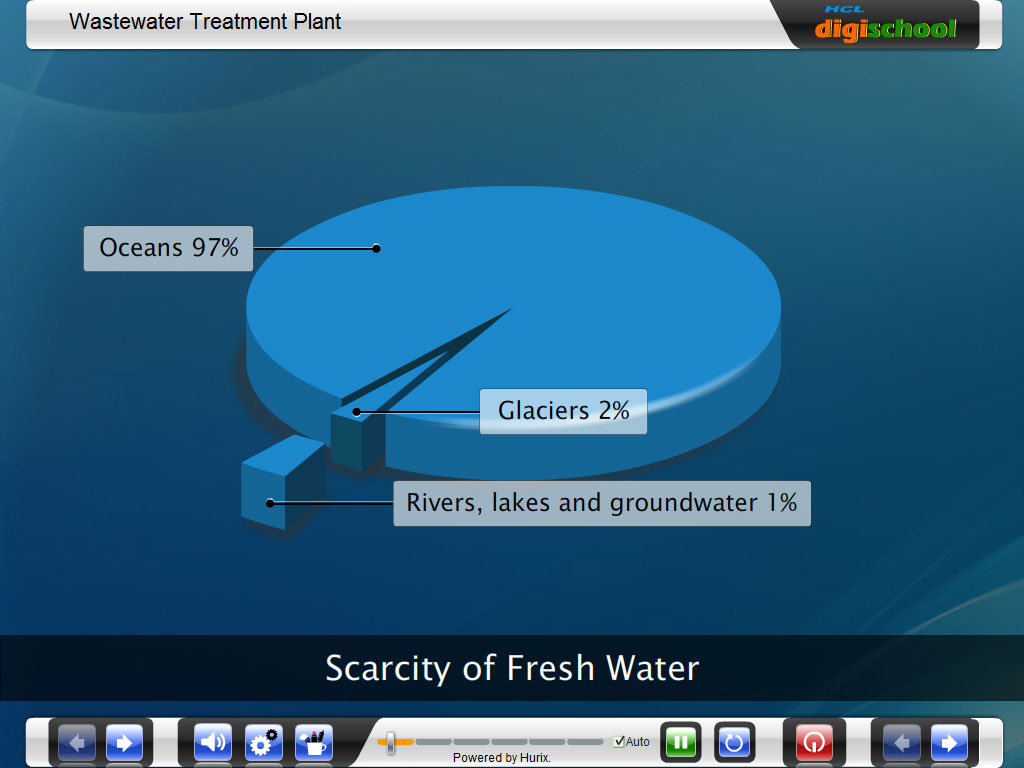 Wastewater Treatment Plant
HCL
digischool
Oceans 97%
Glaciers 2%
Rivers, lakes and groundwater 1%
Scarcity of Fresh Water
Auto
Powered by Hurix.